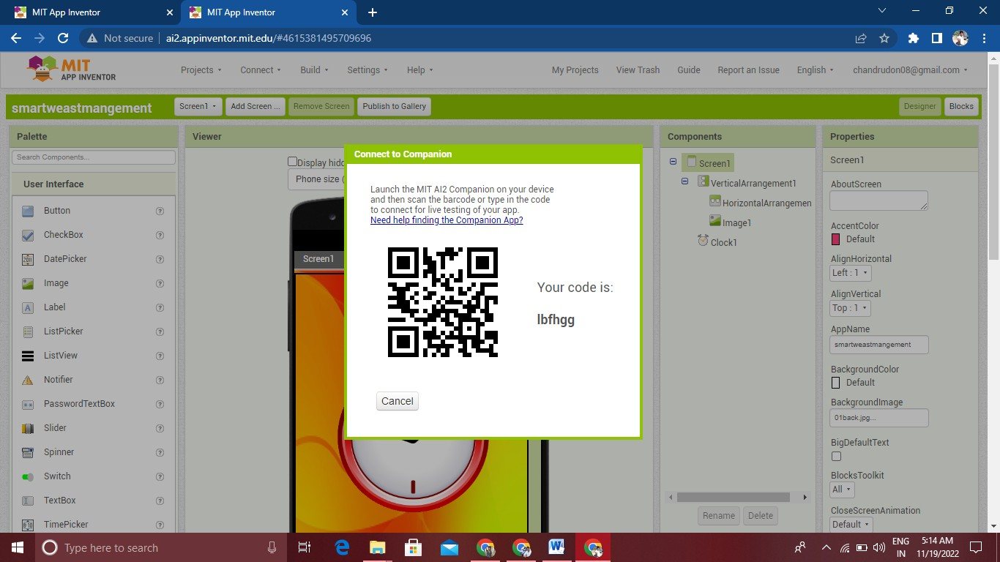 MIT App Inventor
MIT App Inventor
Not secure
ai2.appinventor.mit.edu/#4615381495709696
MIT
APP INVENTOR
Projects Connect Build Settings Help My Projects View Trash Guide Report an Issue English chandrudon08@gmail.com
smartweastmangement Screen1 Add Screen ... Remove Screen Publish to Gallery Designer Blocks
Palette
Search Components...
User Interface
Button
CheckBox
DatePicker
Image
Label
ListPicker
ListView
Notifier
PasswordTextBox
Slider
Spinner
Switch
TextBox
TimePicker
Viewer
Display hidd
Phone size (
Screen1
Connect to Companion
Launch the MIT AI2 Companion on your device
and then scan the barcode or type in the code
to connect for live testing of your app.
Need help finding the Companion App?
Your code is:
lbfhgg
Cancel
Components
Screen1
VerticalArrangement1
HorizontalArrangemen
Image1
Clock1
Rename Delete
Properties
Screen1
AboutScreen
AccentColor
Default
AlignHorizontal
Left : 1
AlignVertical
Top : 1
AppName
smartweastmangement
BackgroundColor
Default
BackgroundImage
01back.jpg...
BigDefaultText
BlocksToolkit
All
CloseScreenAnimation
Default
Type here to search
ENG
IN
5:14 AM
11/19/2022